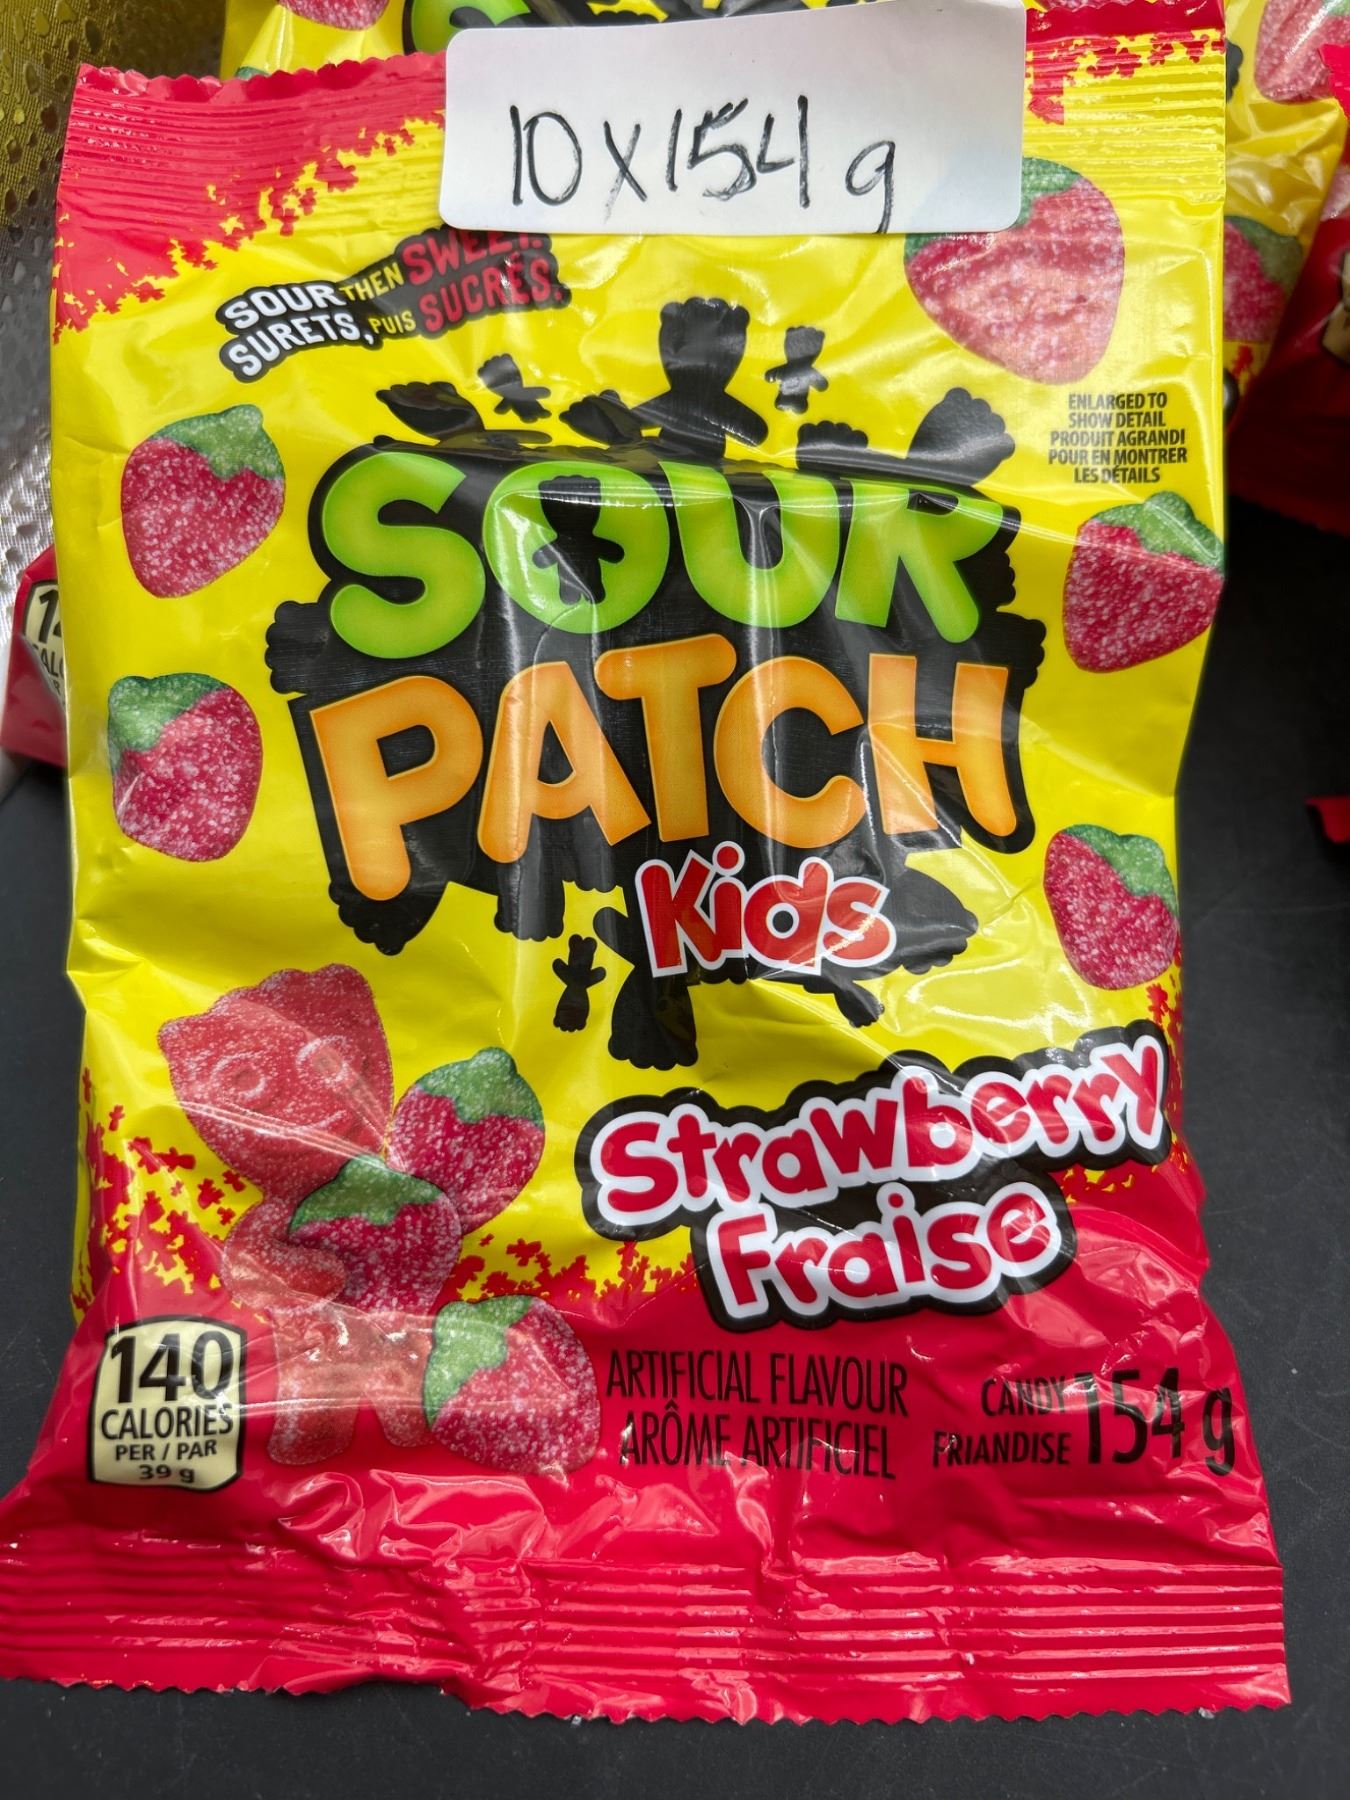 10 x 154 g
SOUR THEN SWEET.
SURETS, PUIS SUCRÉS.
ENLARGED TO
SHOW DETAIL
PRODUIT AGRANDI
POUR EN MONTRER
LES DÉTAILS
SOUR
PATCH
Kids
Strawberry
Fraise
140
CALORIES
PER / PAR
39 g
ARTIFICIAL FLAVOUR
ARÔME ARTIFICIEL
CANDY
FRIANDISE
154 g